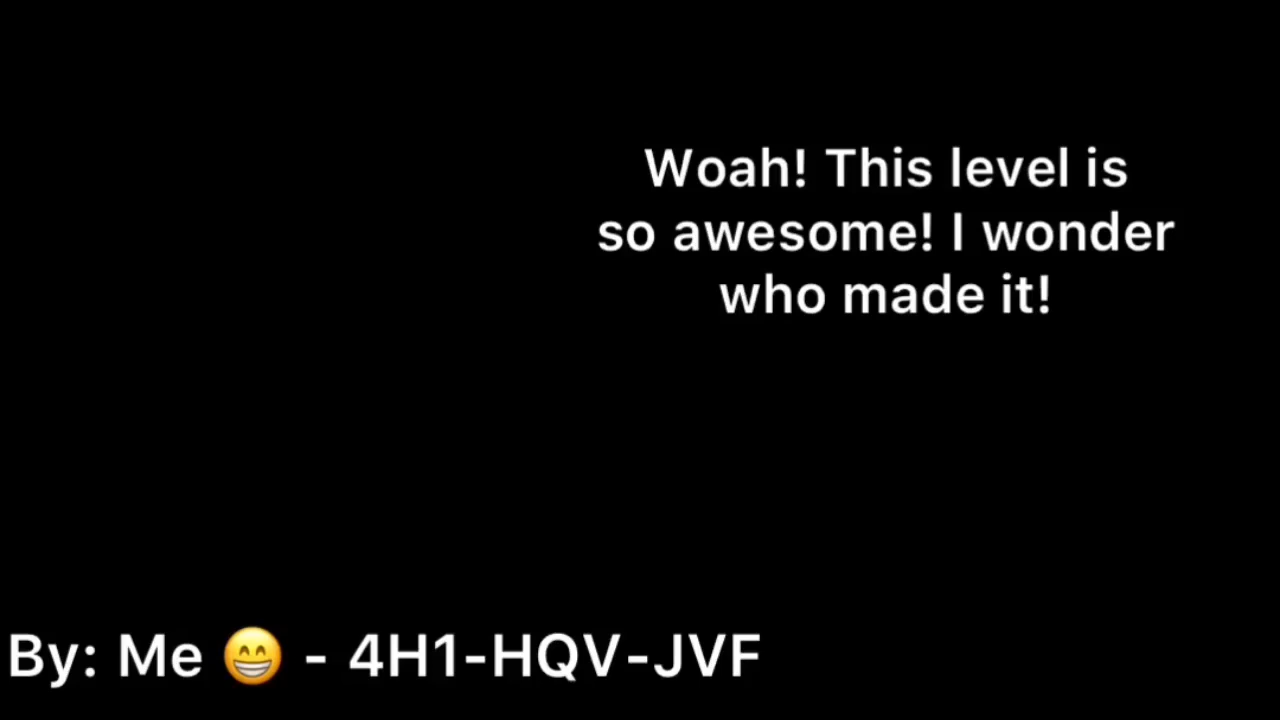 Woah! This level is
so awesome! I wonder
who made it!
By: Me 😁 - 4H1-HQV-JVF